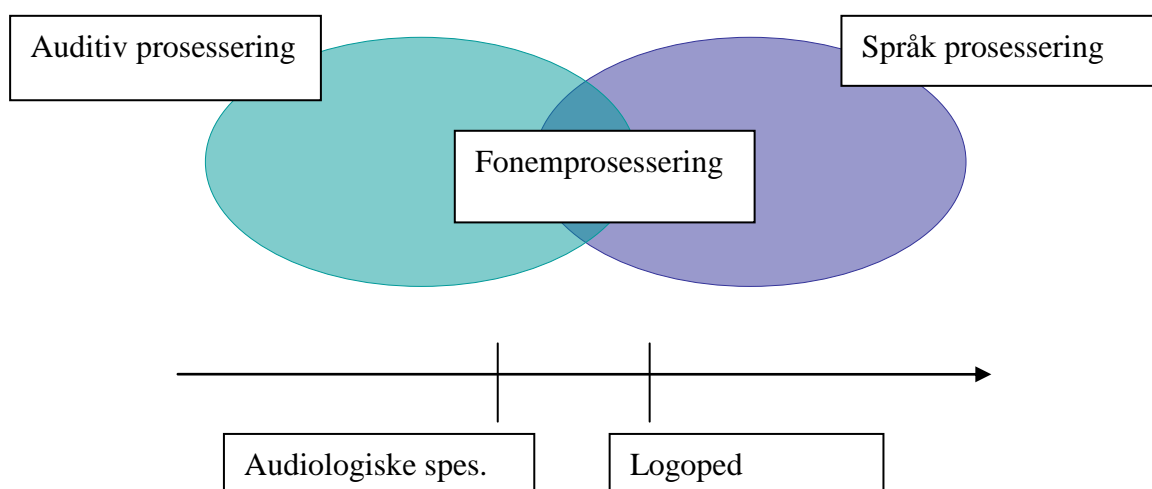 Auditiv prosessering
Språk prosessering
Fonemprosessering
Audiologiske spes.
Logoped